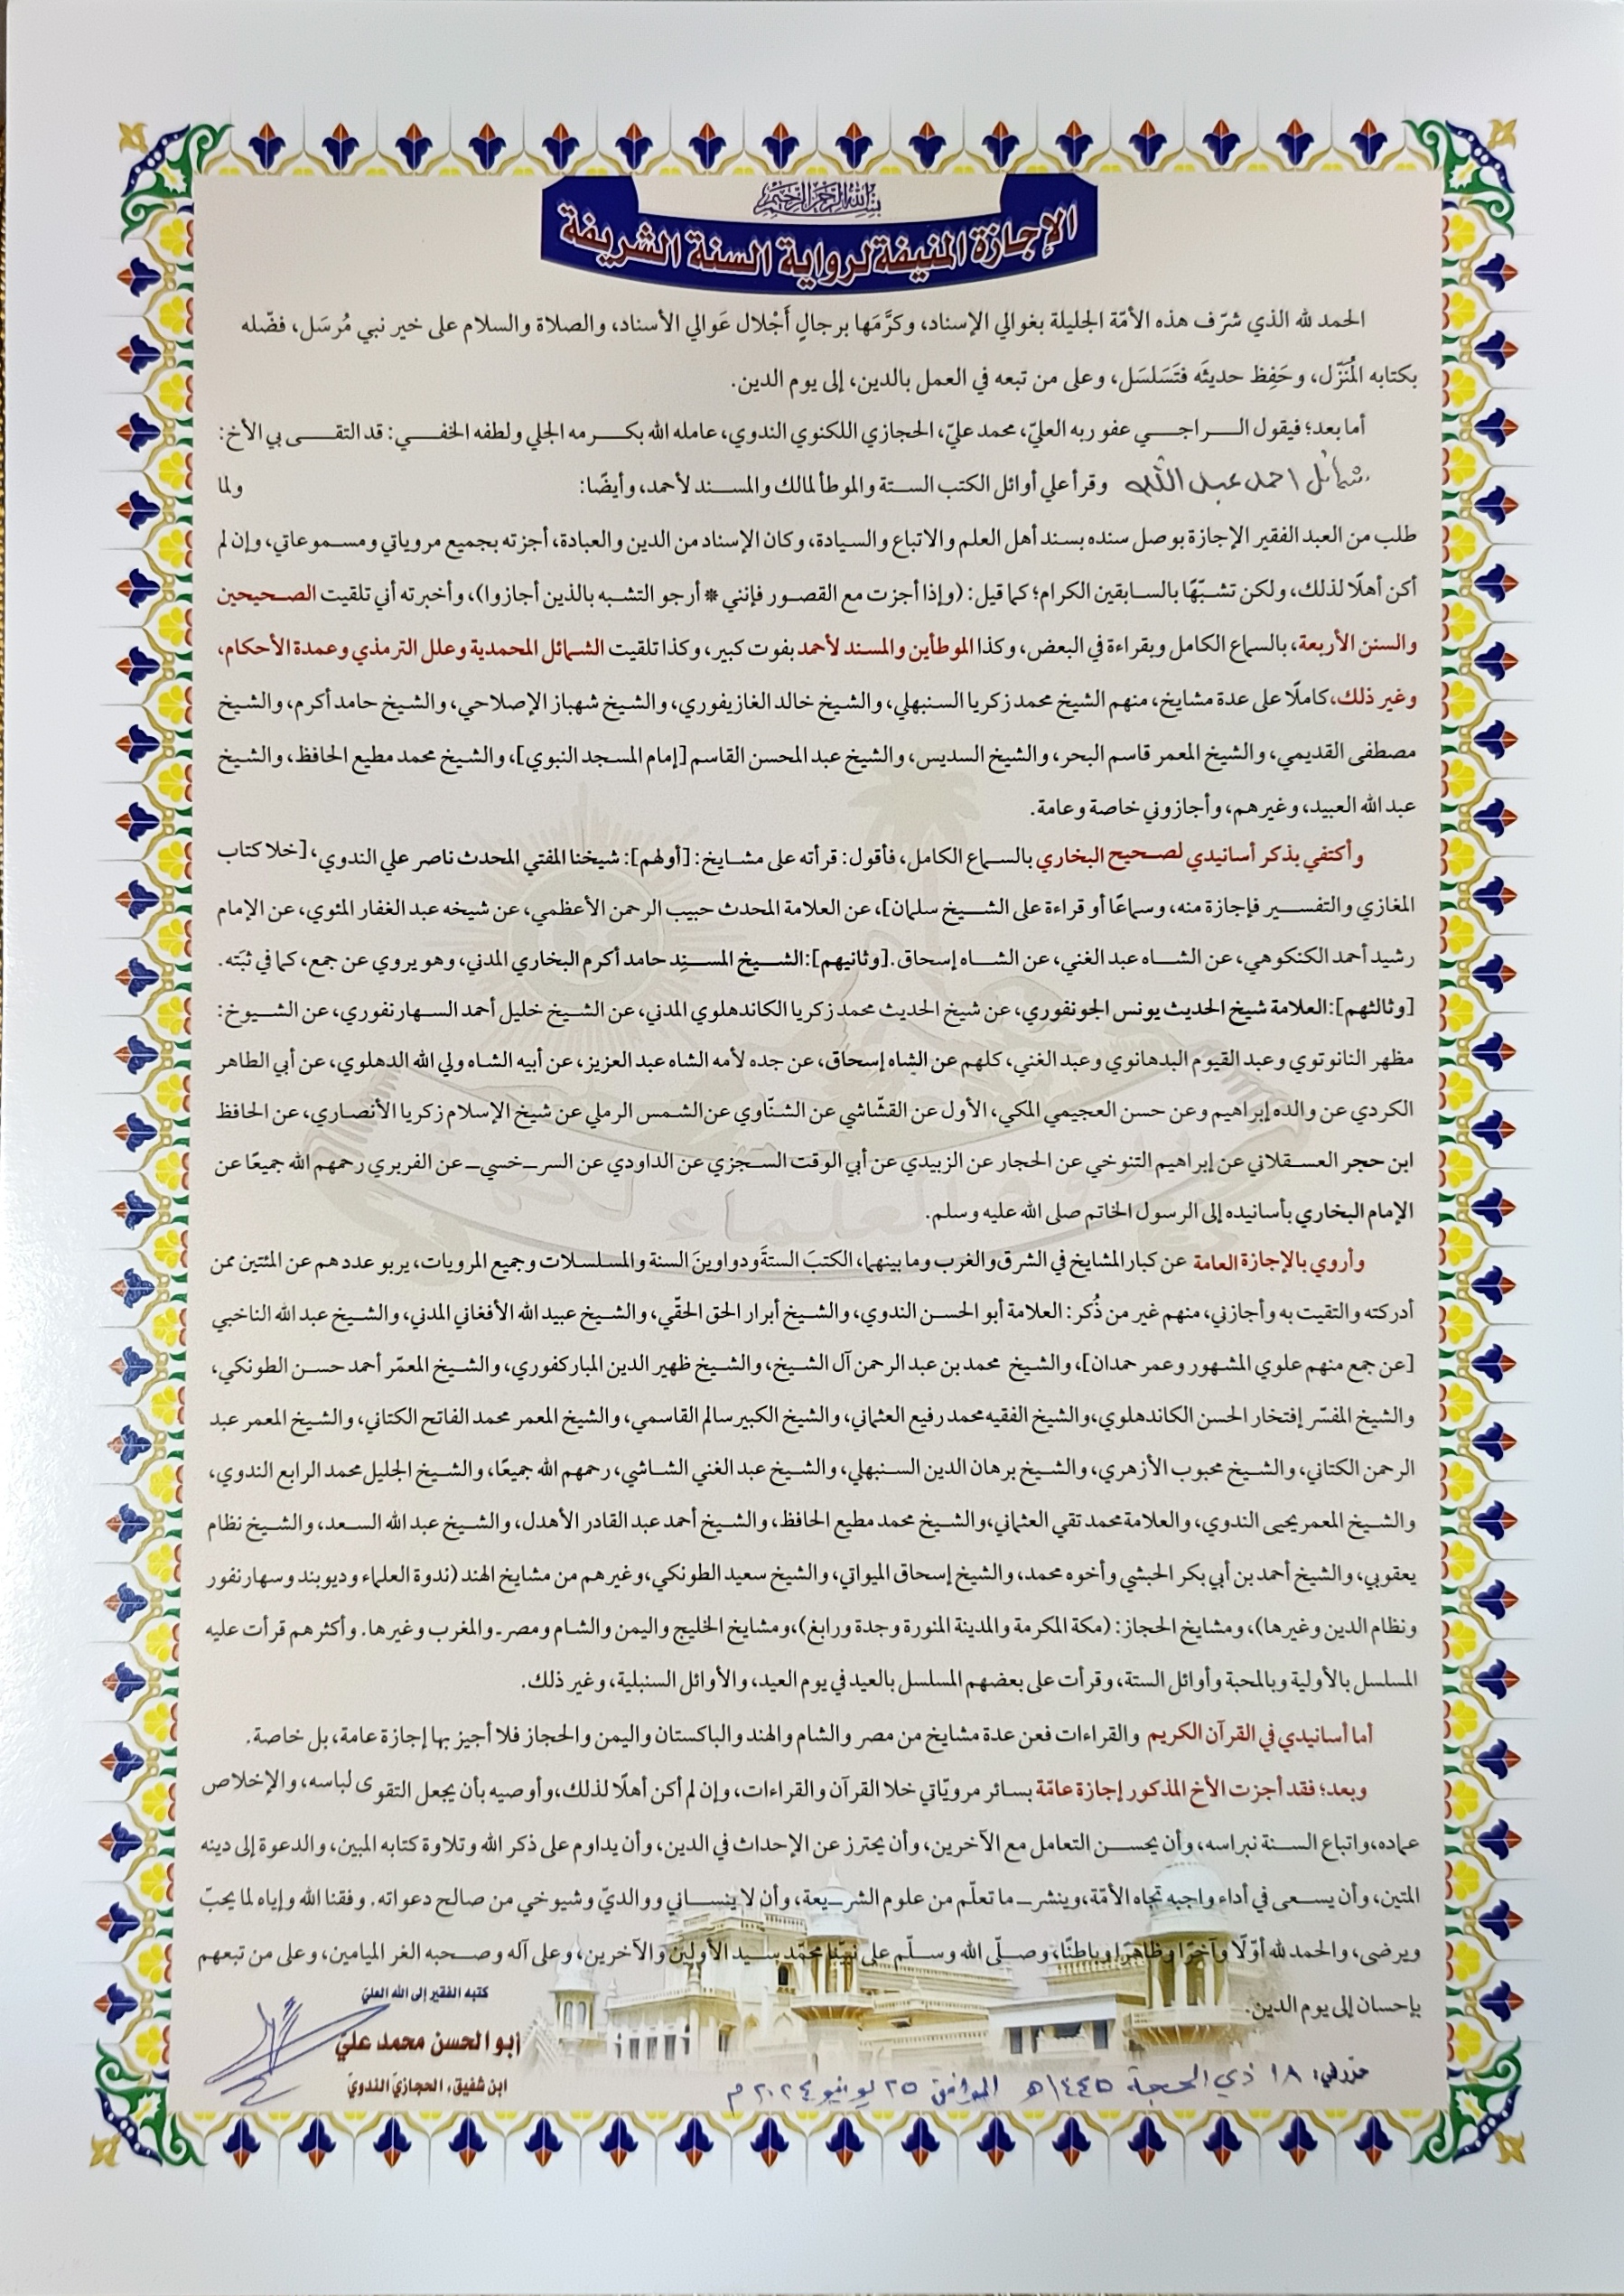 بسم الله الرحمن الرحيم
الإجازة المنيفة لرواية السنة الشريفة
الحمد لله الذي شرّف هذه الأمّة الجليلة بغوالي الإسناد، وكرَّمَها برجالٍ أَجْلال عَوالي الأسناد، والصلاة والسلام على خير نبي مُرسَل، فضّله
بكتابه المُنَزّل، وحَفِظ حديثَه فتَسَلسَل، وعلى من تبعه في العمل بالدين، إلى يوم الدين.
أما بعد؛ فيقول الراجي عفو ربه العليّ، محمد عليّ، الحجازي اللكنوي الندوي، عامله الله بكرمه الجلي ولطفه الخفي: قد التقى بي الأخ:
شمائل احمد عبد الله وقرأ علي أوائل الكتب الستة والموطأ لمالك والمسند لأحمد، وأيضًا: ولما
طلب من العبد الفقير الإجازة بوصل سنده بسند أهل العلم والاتباع والسيادة، وكان الإسناد من الدين والعبادة، أجزته بجميع مروياتي ومسموعاتي، وإن لم
أكن أهلًا لذلك، ولكن تشبّهًا بالسابقين الكرام؛ كما قيل: (وإذا أجزت مع القصور فإنني * أرجو التشبه بالذين أجازوا)، وأخبرته أني تلقيت الصحيحين
والسنن الأربعة، بالسماع الكامل وبقراءة في البعض، وكذا الموطأين والمسند لأحمد بفوت كبير، وكذا تلقيت الشمائل المحمدية وعلل الترمذي وعمدة الأحكام،
وغير ذلك، كاملًا على عدة مشايخ، منهم الشيخ محمد زكريا السنبهلي، والشيخ خالد الغازيفوري، والشيخ شهباز الإصلاحي، والشيخ حامد أكرم، والشيخ
مصطفى القديمي، والشيخ المعمر قاسم البحر، والشيخ السديس، والشيخ عبد المحسن القاسم [إمام المسجد النبوي]، والشيخ محمد مطيع الحافظ، والشيخ
عبد الله العبيد، وغيرهم، وأجازوني خاصة وعامة.
وأكتفي بذكر أسانيدي لصحيح البخاري بالسماع الكامل، فأقول: قرأته على مشايخ: [أولهم]: شيخنا المفتي المحدث ناصر علي الندوي، [خلا كتاب
المغازي والتفسير فإجازة منه، وسماعًا أو قراءة على الشيخ سلمان]، عن العلامة المحدث حبيب الرحمن الأعظمي، عن شيخه عبد الغفار المئوي، عن الإمام
رشيد أحمد الكنكوهي، عن الشاه عبد الغني، عن الشاه إسحاق. [وثانيهم]: الشيخ المسنِد حامد أكرم البخاري المدني، وهو يروي عن جمع، كما في ثبَته.
[وثالثهم]: العلامة شيخ الحديث يونس الجونفوري، عن شيخ الحديث محمد زكريا الكاندهلوي المدني، عن الشيخ خليل أحمد السهارنفوري، عن الشيوخ:
مظهر النانوتوي وعبد القيوم البدهانوي وعبد الغني، كلهم عن الشاه إسحاق، عن جده لأمه الشاه عبد العزيز، عن أبيه الشاه ولي الله الدهلوي، عن أبي الطاهر
الكردي عن والده إبراهيم وعن حسن العجيمي المكي، الأول عن القشّاشي عن الشنّاوي عن الشمس الرملي عن شيخ الإسلام زكريا الأنصاري، عن الحافظ
ابن حجر العسقلاني عن إبراهيم التنوخي عن الحجار عن الزبيدي عن أبي الوقت السجزي عن الداودي عن السرخسي عن الفربري رحمهم الله جميعًا عن
الإمام البخاري بأسانيده إلى الرسول الخاتم صلى الله عليه وسلم.
وأروي بالإجازة العامة عن كبار المشايخ في الشرق والغرب وما بينهما، الكتبَ الستةَ ودواوينَ السنة والمسلسلات وجميع المرويات، يربو عددهم عن المئتين ممن
أدركته والتقيت به وأجازني، منهم غير من ذُكر: العلامة أبو الحسن الندوي، والشيخ أبرار الحق الحقّي، والشيخ عبيد الله الأفغاني المدني، والشيخ عبد الله الناخبي
[عن جمع منهم علوي المشهور وعمر حمدان]، والشيخ محمد بن عبد الرحمن آل الشيخ، والشيخ ظهير الدين المباركفوري، والشيخ المعمّر أحمد حسن الطونكي،
والشيخ المفسّر إفتخار الحسن الكاندهلوي، والشيخ الفقيه محمد رفيع العثماني، والشيخ الكبير سالم القاسمي، والشيخ المعمر محمد الفاتح الكتاني، والشيخ المعمر عبد
الرحمن الكتاني، والشيخ محبوب الأزهري، والشيخ برهان الدين السنبهلي، والشيخ عبد الغني الشاشي، رحمهم الله جميعًا، والشيخ الجليل محمد الرابع الندوي،
والشيخ المعمر يحيى الندوي، والعلامة محمد تقي العثماني، والشيخ محمد مطيع الحافظ، والشيخ أحمد عبد القادر الأهدل، والشيخ عبد الله السعد، والشيخ نظام
يعقوبي، والشيخ أحمد بن أبي بكر الحبشي وأخوه محمد، والشيخ إسحاق الميواتي، والشيخ سعيد الطونكي، وغيرهم من مشايخ الهند (ندوة العلماء وديوبند وسهارنفور
ونظام الدين وغيرها)، ومشايخ الحجاز: (مكة المكرمة والمدينة المنورة وجدة ورابغ)، ومشايخ الخليج واليمن والشام ومصر والمغرب وغيرها. وأكثرهم قرأت عليه
المسلسل بالأولية وبالمحبة وأوائل الستة، وقرأت على بعضهم المسلسل بالعيد في يوم العيد، والأوائل السنبلية، وغير ذلك.
أما أسانيدي في القرآن الكريم والقراءات فعن عدة مشايخ من مصر والشام والهند والباكستان واليمن والحجاز فلا أجيز بها إجازة عامة، بل خاصة.
وبعد؛ فقد أجزت الأخ المذكور إجازة عامّة بسائر مرويّاتي خلا القرآن والقراءات، وإن لم أكن أهلًا لذلك، وأوصيه بأن يجعل التقوى لباسه، والإخلاص
عماده، واتباع السنة نبراسه، وأن يحسن التعامل مع الآخرين، وأن يحترز عن الإحداث في الدين، وأن يداوم على ذكر الله وتلاوة كتابه المبين، والدعوة إلى دينه
المتين، وأن يسعى في أداء واجبه تجاه الأمّة، وينشر ما تعلّم من علوم الشريعة، وأن لا ينساني ووالديّ وشيوخي من صالح دعواته. وفقنا الله وإياه لما يحبّ
ويرضى، والحمد لله أوّلًا وآخرًا وظاهرًا وباطنًا، وصلّى الله وسلّم على نبيّنا محمّد سيد الأولين والآخرين، وعلى آله وصحبه الغر الميامين، وعلى من تبعهم
بإحسان إلى يوم الدين.
كتبه الفقير إلى الله العليّ
أبو الحسن محمد عليّ
ابن شفيق، الحجازيّ الندويّ
حرّر في: ١٨ ذي الحجة ١٤٤٥هـ الموافق ٢٥ يونيو ٢٠٢٤م